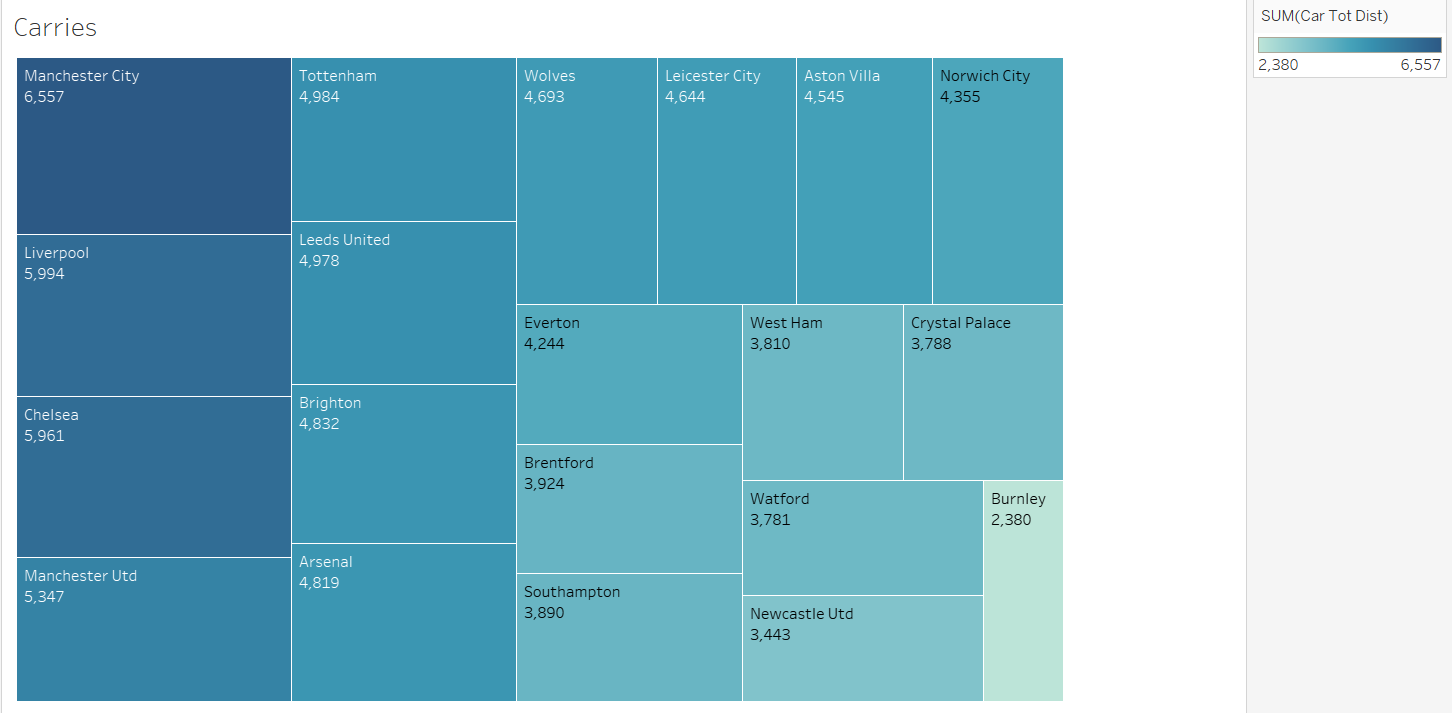 Carries
Manchester City
6,557
Liverpool
5,994
Chelsea
5,961
Manchester Utd
5,347
Tottenham
4,984
Leeds United
4,978
Brighton
4,832
Arsenal
4,819
Wolves
4,693
Leicester City
4,644
Aston Villa
4,545
Norwich City
4,355
Everton
4,244
Brentford
3,924
Southampton
3,890
West Ham
3,810
Crystal Palace
3,788
Watford
3,781
Newcastle Utd
3,443
Burnley
2,380
SUM(Car Tot Dist)
2,380 6,557